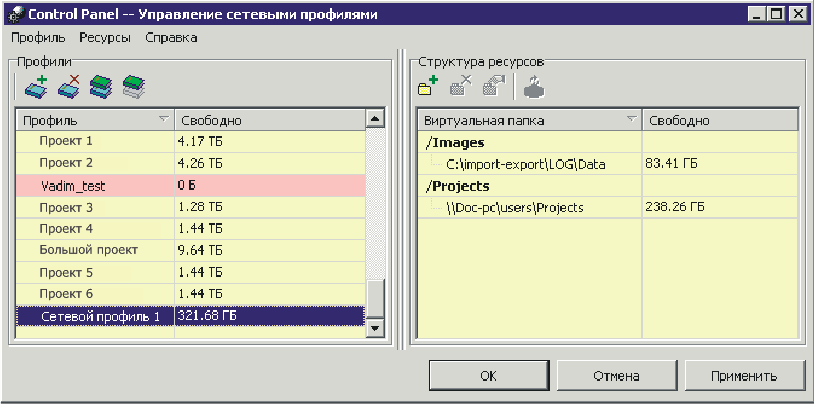 Control Panel -- Управление сетевыми профилями
Профиль Ресурсы Справка
Профили
Профиль Свободно
Проект 1 4.17 ТБ
Проект 2 4.26 ТБ
Vadim_test 0 Б
Проект 3 1.28 ТБ
Проект 4 1.44 ТБ
Большой проект 9.64 ТБ
Проект 5 1.44 ТБ
Проект 6 1.44 ТБ
Сетевой профиль 1 321.68 ГБ
Структура ресурсов
Виртуальная папка Свободно
/Images
C:\import-export\LOG\Data 83.41 ГБ
/Projects
\\Doc-pc\users\Projects 238.26 ГБ
OK Отмена Применить